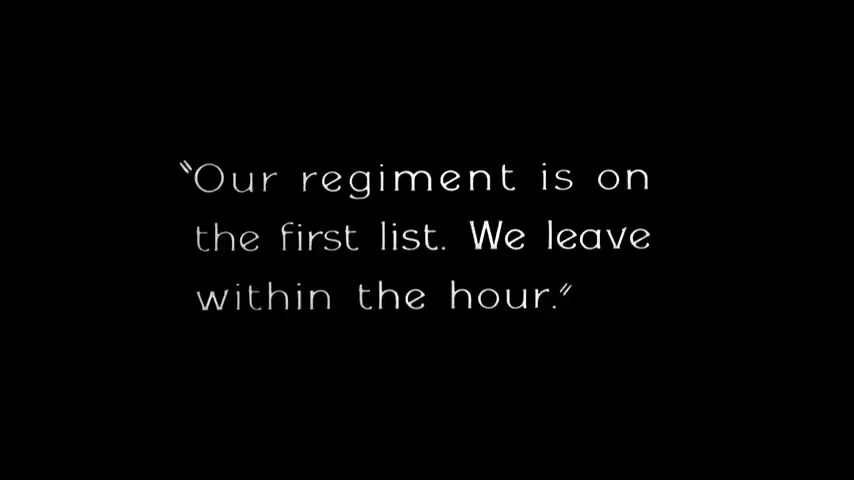 "Our regiment is on
the first list. We leave
within the hour."